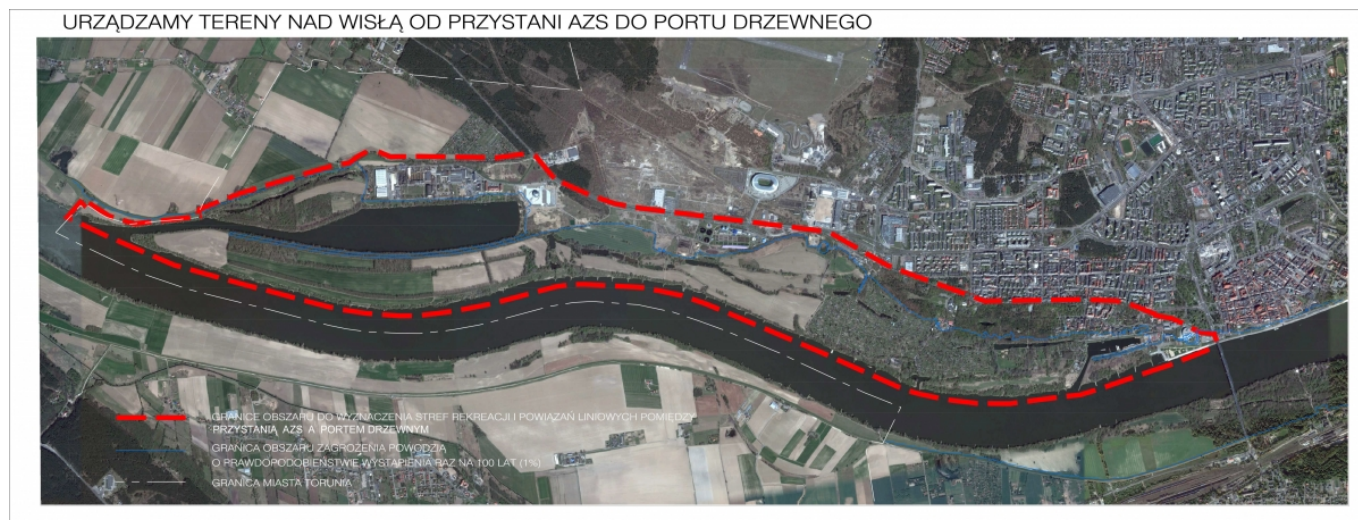 URZĄDZAMY TERENY NAD WISŁĄ OD PRZYSTANI AZS DO PORTU DRZEWNEGO
GRANICE OBSZARU DO WYZNACZENIA STREF REKREACJI I POWIĄZAŃ LINIOWYCH POMIĘDZY
PRZYSTANIĄ AZS A PORTEM DRZEWNYM
GRANICA OBSZARU ZAGROŻENIA POWODZIĄ
O PRAWDOPODOBIEŃSTWIE WYSTĄPIENIA RAZ NA 100 LAT (1%)
GRANICA MIASTA TORUNIA